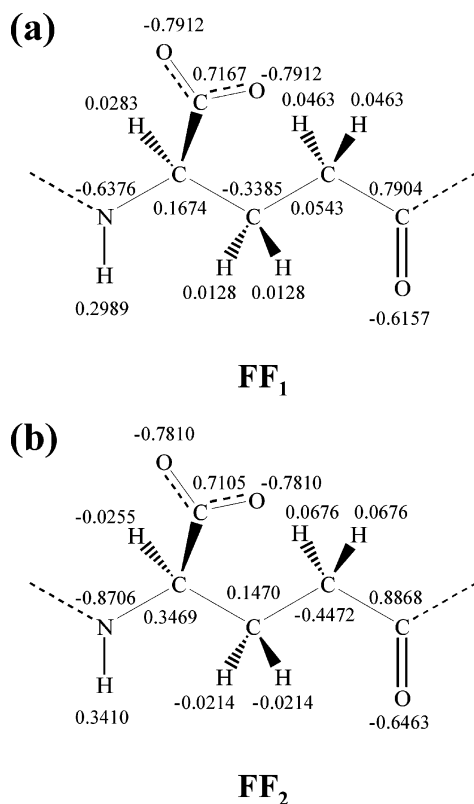 (a)
-0.7912
O 0.7167 -0.7912
C O
0.0283 0.0463 0.0463
H H H
-0.6376 C -0.3385 C 0.7904
N 0.1674 C 0.0543 C
H H H O
0.2989 0.0128 0.0128 -0.6157
FF1
(b)
-0.7810
O 0.7105 -0.7810
C O
-0.0255 0.0676 0.0676
H H H
-0.8706 C 0.1470 C 0.8868
N 0.3469 C -0.4472 C
H H H O
0.3410 -0.0214 -0.0214 -0.6463
FF2